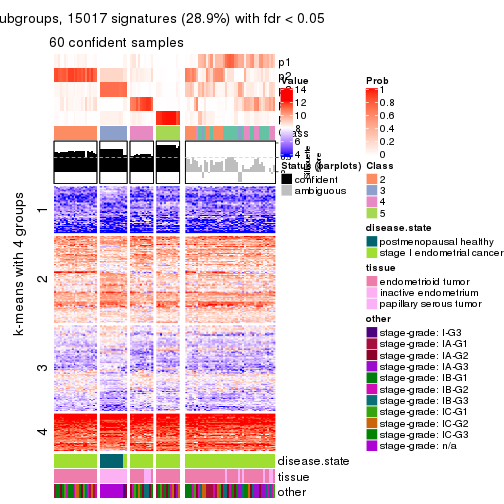 subgroups, 15017 signatures (28.9%) with fdr < 0.05
60 confident samples
p1
p2
Value
14
12
10
8
6
4
Prob
1
0.8
0.6
0.4
0.2
0
Status (barplots)
confident
ambiguous
Class
2
3
4
5
disease.state
postmenopausal healthy
stage I endometrial cancer
tissue
endometrioid tumor
inactive endometrium
papillary serous tumor
other
stage-grade: I-G3
stage-grade: IA-G1
stage-grade: IA-G2
stage-grade: IA-G3
stage-grade: IB-G1
stage-grade: IB-G2
stage-grade: IB-G3
stage-grade: IC-G1
stage-grade: IC-G2
stage-grade: IC-G3
stage-grade: n/a
k-means with 4 groups
1
2
3
4
disease.state
tissue
other